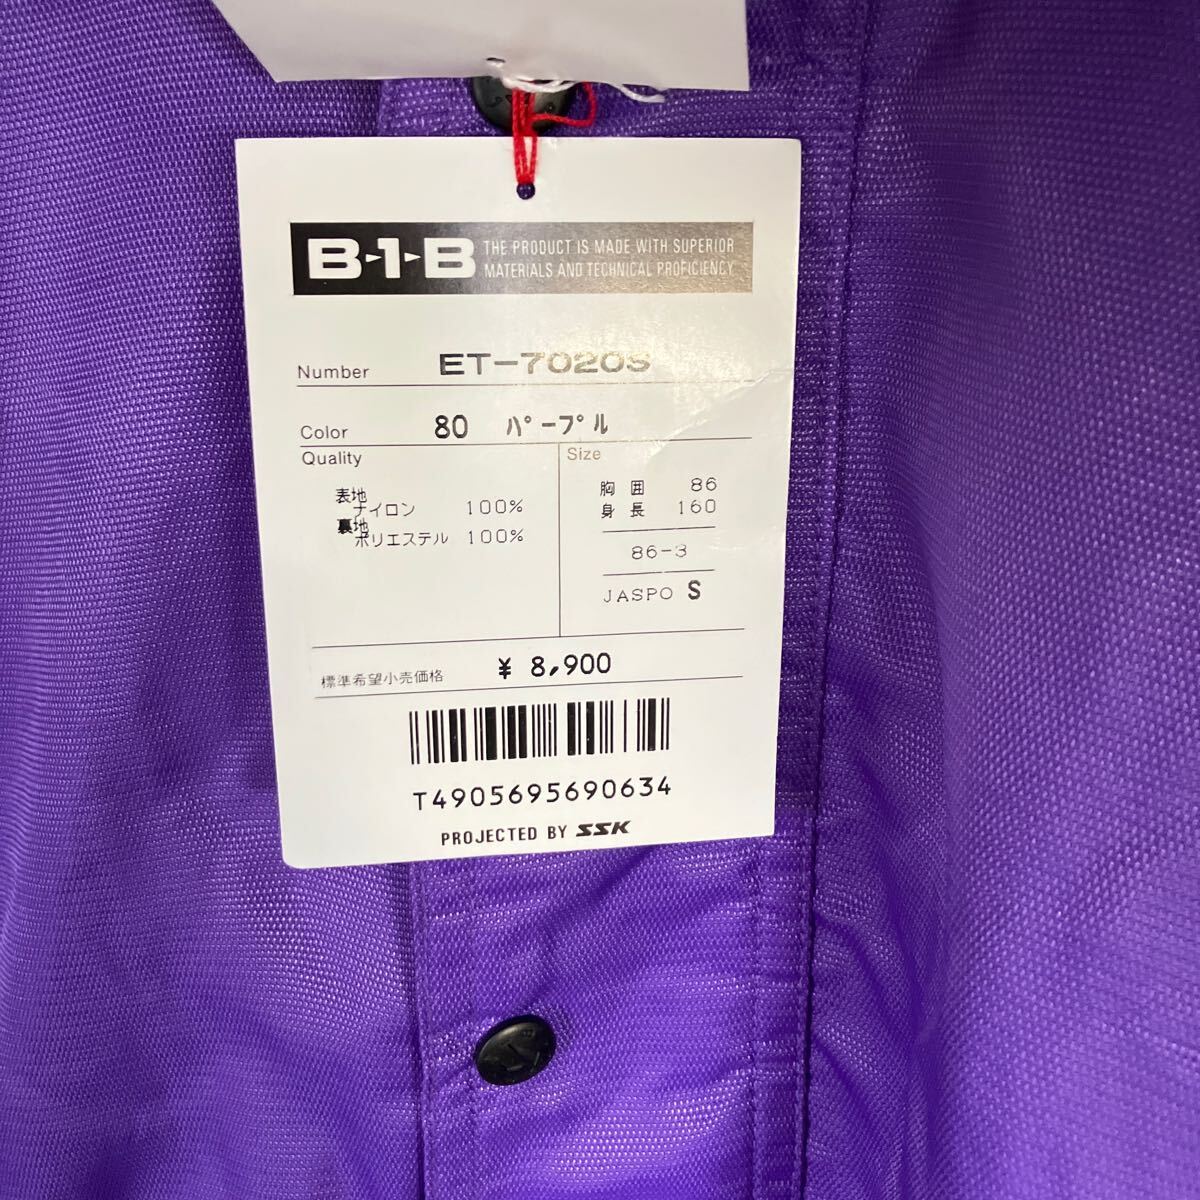 B-1-B
THE PRODUCT IS MADE WITH SUPERIOR
MATERIALS AND TECHNICAL PROFICIENCY
Number ET-7020S
Color 80 ﾊﾟｰﾌﾟﾙ
Quality
表地
ナイロン 100%
裏地
ポリエステル 100%
Size
胸囲 86
身長 160
86-3
JASPO S
標準希望小売価格 ¥ 8,900
T4905695690634
PROJECTED BY SSK